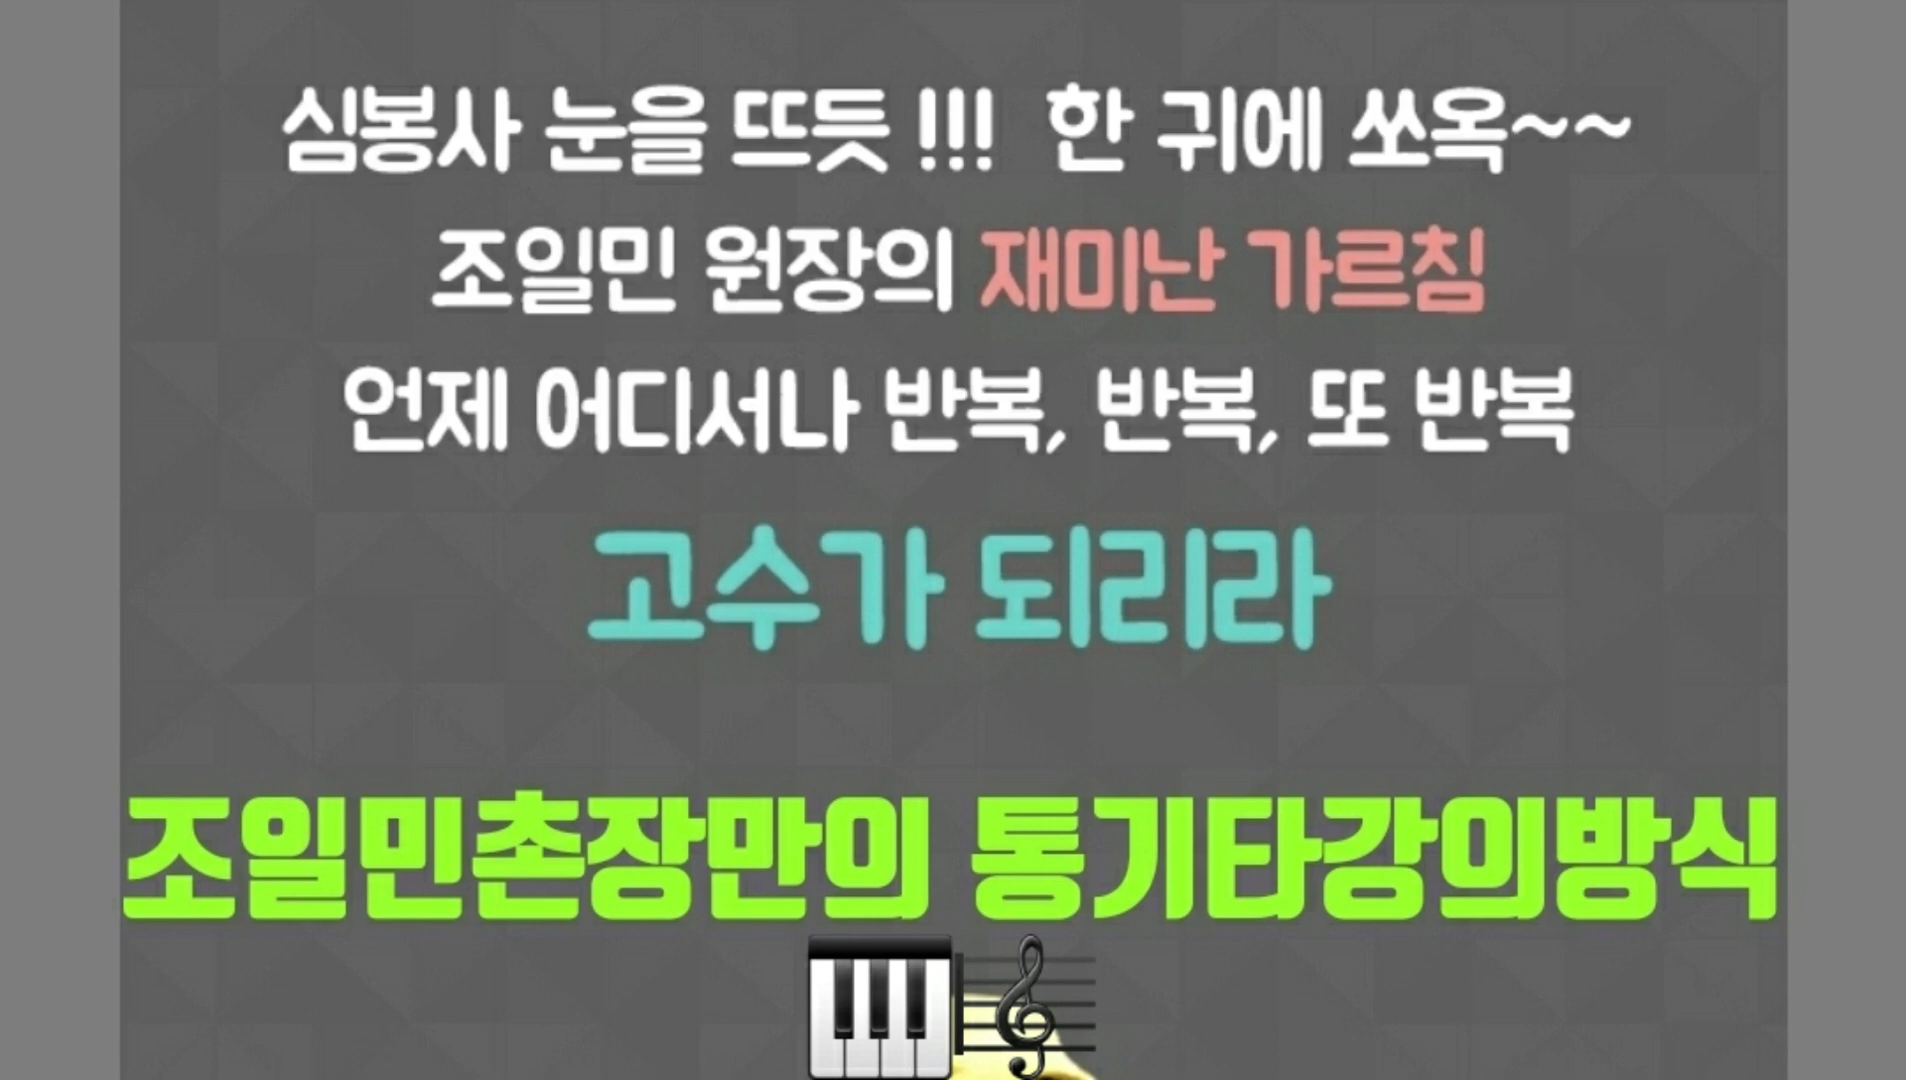 심봉사 눈을 뜨듯 !!! 한 귀에 쏘옥~~
조일민 원장의 재미난 가르침
언제 어디서나 반복, 반복, 또 반복
고수가 되리라
조일민촌장만의 통기타강의방식